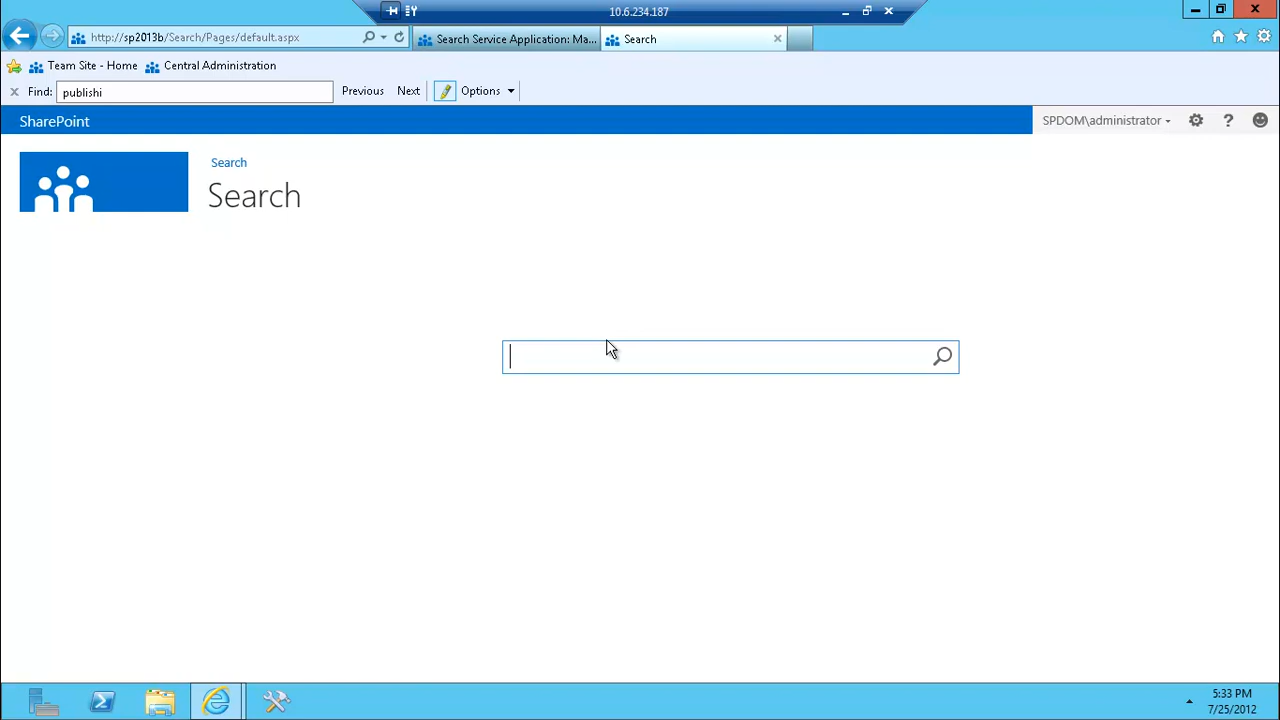 10.6.234.187
http://sp2013b/Search/Pages/default.aspx
Search Service Application: Ma...
Search
Team Site - Home
Central Administration
Find:
publishi
Previous
Next
Options
SharePoint
SPDOM\administrator
?
Search
Search
5:33 PM
7/25/2012